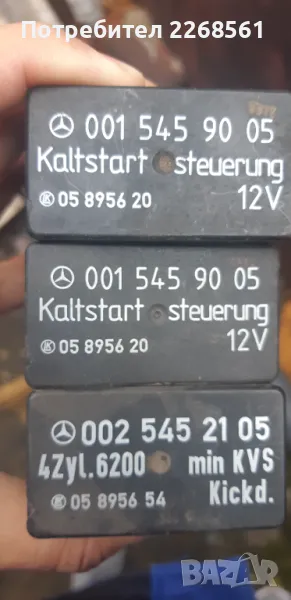 Потребител 2268561
001 545 90 05
Kaltstart steuerung
05 8956 20 12V
001 545 90 05
Kaltstart steuerung
05 8956 20 12V
002 545 21 05
4Zyl.6200 min KVS
05 8956 54 Kickd.
BAZAR